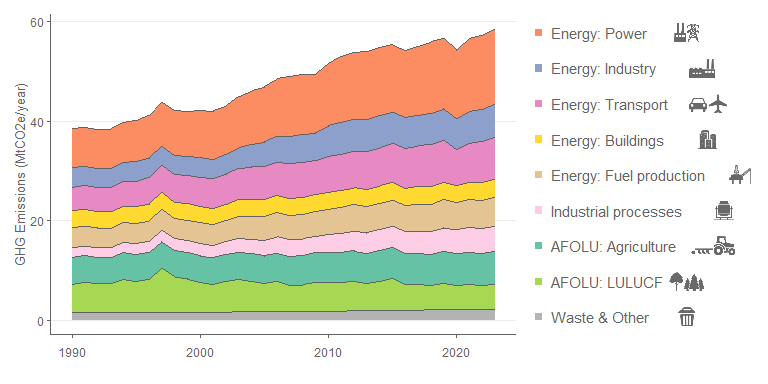 GHG Emissions (MtCO2e/year)
60
40
20
0
1990
2000
2010
2020
Energy: Power
Energy: Industry
Energy: Transport
Energy: Buildings
Energy: Fuel production
Industrial processes
AFOLU: Agriculture
AFOLU: LULUCF
Waste & Other